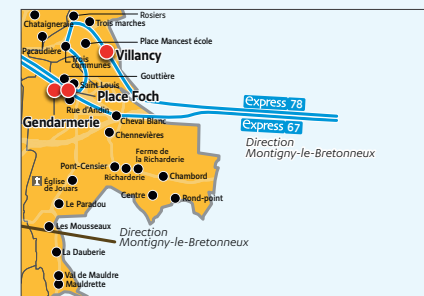 Rosiers
Chataigneraie
Trois marches
Place Mancest école
Pacaudière
Trois
communes
Villancy
Gouttière
Saint Louis
Place Foch
Rue d'Andin
Gendarmerie
Cheval Blanc
Chennevières
express 78
Express 67
Direction
Montigny-le-Bretonneux
Ferme de
la Richarderie
Pont-Censier
Richarderie
Chambord
Église
de Jouars
Centre
Rond-point
Le Paradou
Les Mousseaux
Direction
Montigny-le-Bretonneux
La Dauberie
Val de Mauldre
Mauldrette